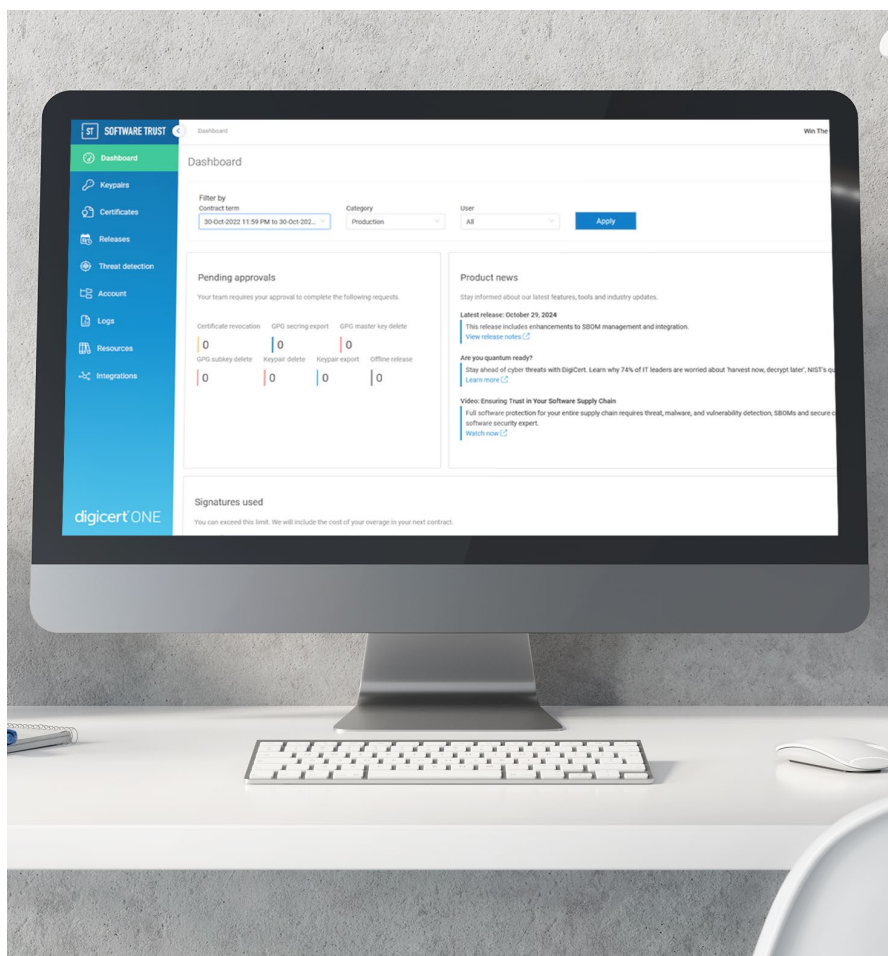 ST SOFTWARE TRUST
Dashboard
Keypairs
Certificates
Releases
Threat detection
Account
Logs
Resources
Integrations
digicert ONE
Dashboard
Win The
Dashboard
Filter by
Contract term
Category
User
30-Oct-2022 11:59 PM to 30-Oct-202...
Production
All
Apply
Pending approvals
Your team requires your approval to complete the following requests.
Certificate revocation GPG secring export GPG master key delete
0 0 0
GPG subkey delete Keypair delete Keypair export Offline release
0 0 0 0
Product news
Stay informed about our latest features, tools and industry updates.
Latest release: October 29, 2024
This release includes enhancements to SBOM management and integration.
View release notes
Are you quantum ready?
Stay ahead of cyber threats with DigiCert. Learn why 74% of IT leaders are worried about 'harvest now, decrypt later', NIST's qu
Learn more
Video: Ensuring Trust in Your Software Supply Chain
Full software protection for your entire supply chain requires threat, malware, and vulnerability detection, SBOMs and secure c
software security expert.
Watch now
Signatures used
You can exceed this limit. We will include the cost of your overage in your next contract.